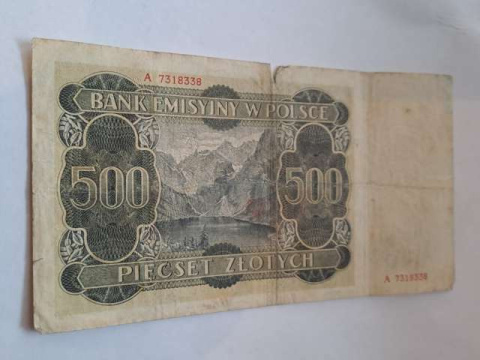 A 7318338
BANK EMISYJNY W POLSCE
500 500
PIĘĆSET ZŁOTYCH
A 7318338